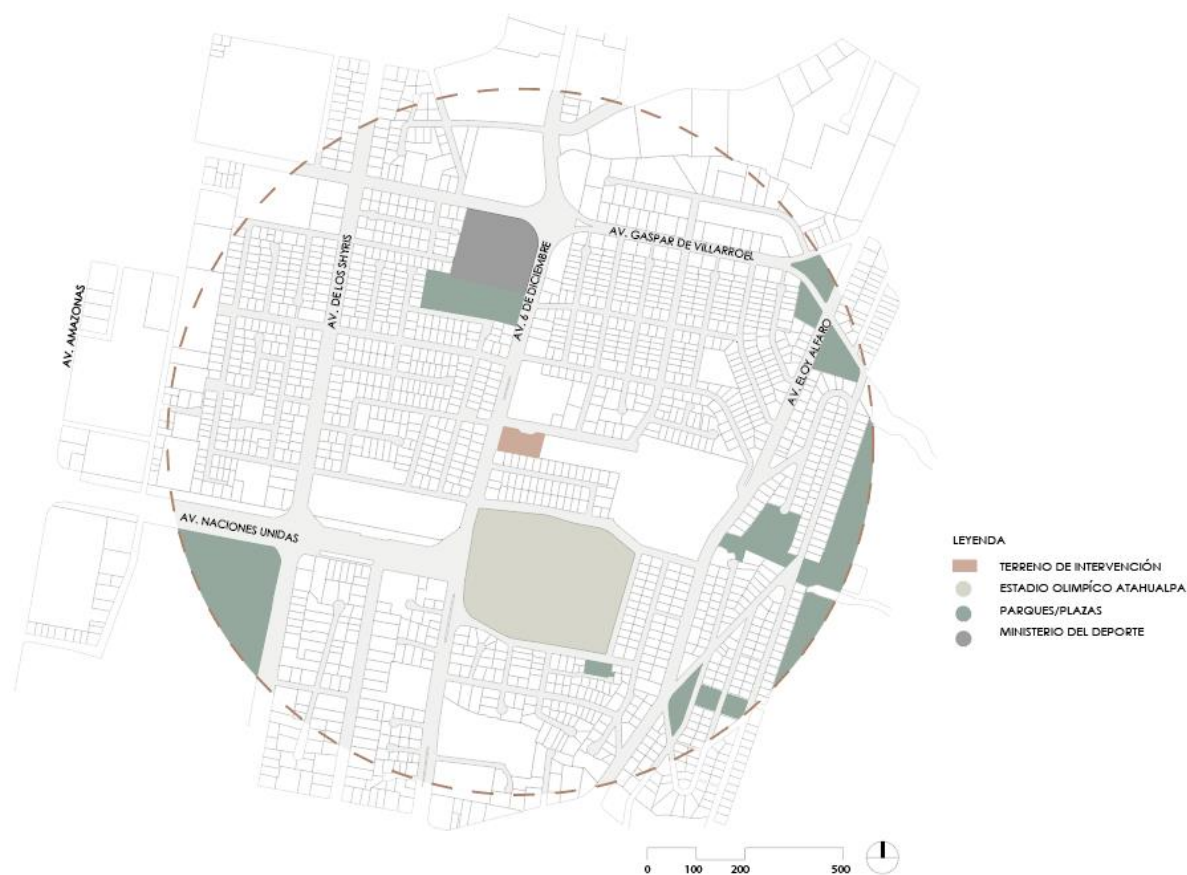 AV. GASPAR DE VILLARROEL
AV. DE LOS SHYRIS
AV. 6 DE DICIEMBRE
AV. AMAZONAS
AV. ELOY ALFARO
AV. NACIONES UNIDAS
LEYENDA
TERRENO DE INTERVENCIÓN
ESTADIO OLIMPÍCO ATAHUALPA
PARQUES/PLAZAS
MINISTERIO DEL DEPORTE
0 100 200 500